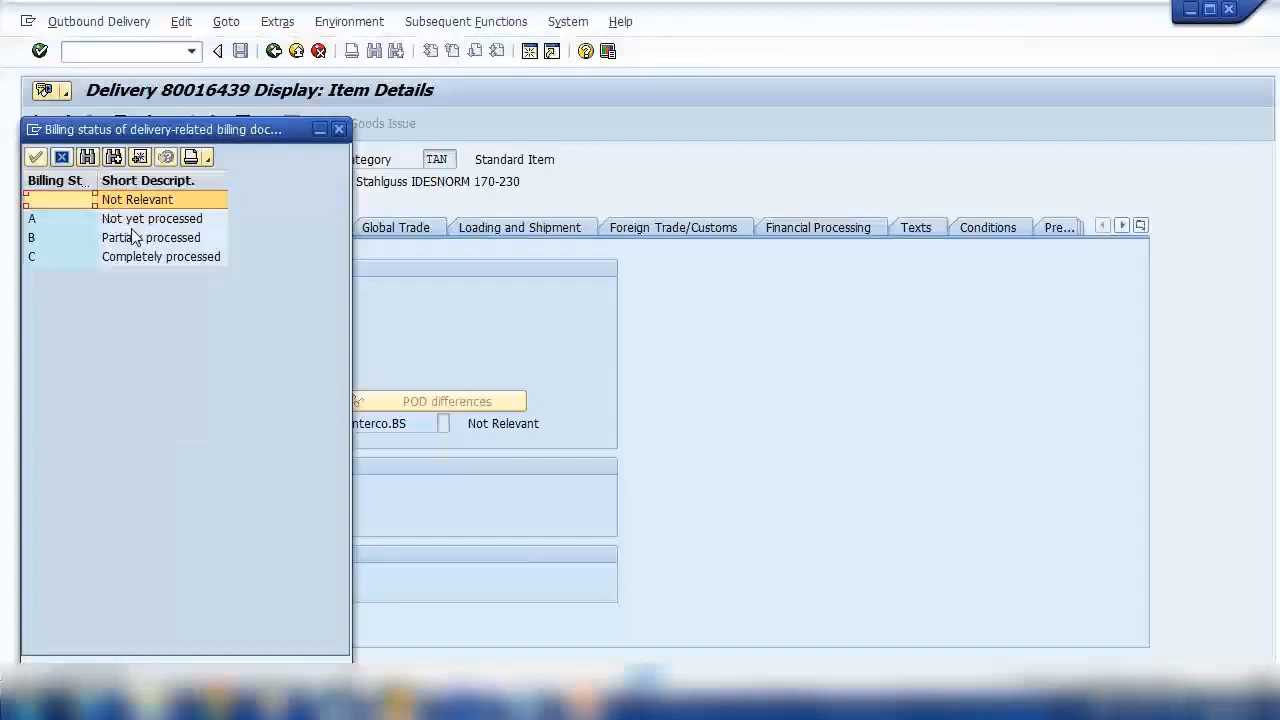 Outbound Delivery Edit Goto Extras Environment Subsequent Functions System Help
Delivery 80016439 Display: Item Details
Billing status of delivery-related billing doc...
Goods Issue
Billing St... Short Descript.
Not Relevant
A Not yet processed
B processed
C Completely processed
ategory TAN Standard Item
Stahlguss IDESNORM 170-230
Global Trade Loading and Shipment Foreign Trade/Customs Financial Processing Texts Conditions Pre...
POD differences
nterco.BS Not Relevant